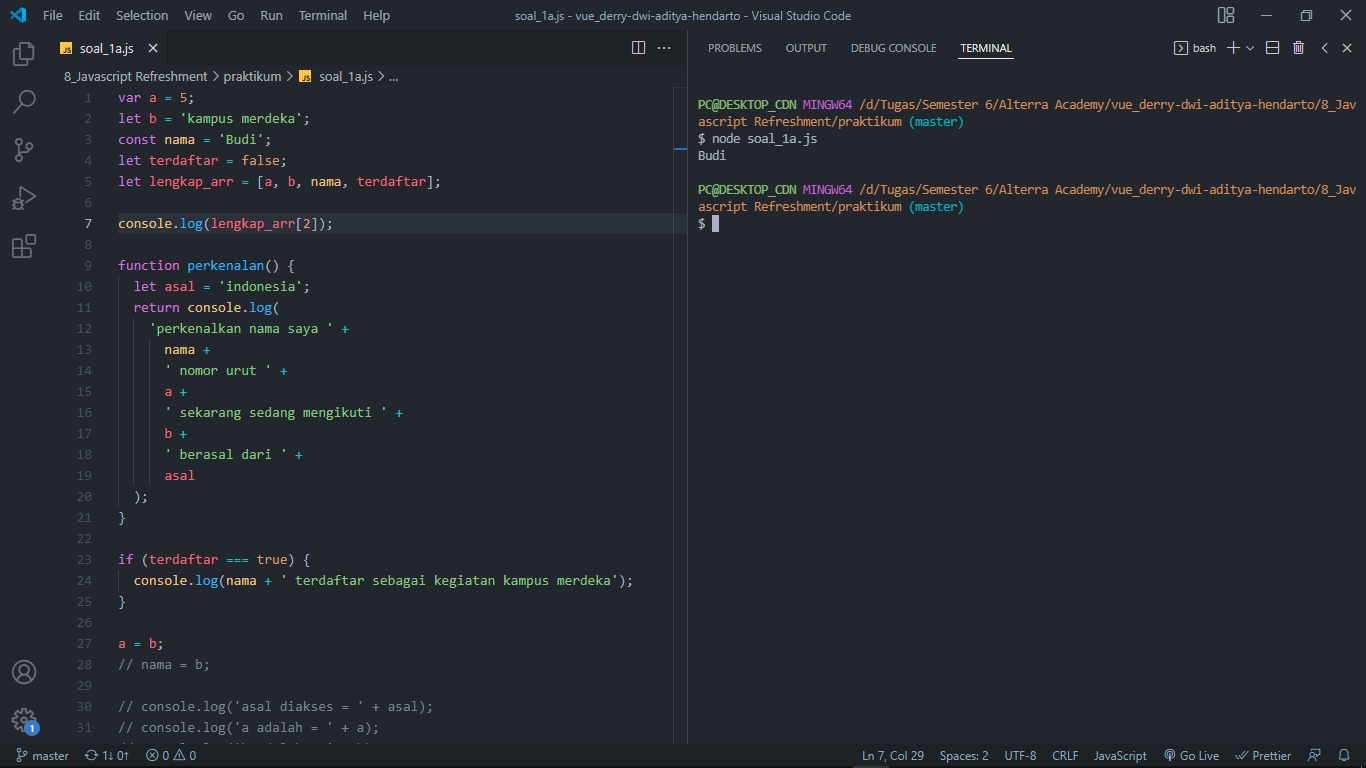 File Edit Selection View Go Run Terminal Help soal_1a.js - vue_derry-dwi-aditya-hendarto - Visual Studio Code
JS soal_1a.js
8_Javascript Refreshment > praktikum > JS soal_1a.js > ...
1 var a = 5;
2 let b = 'kampus merdeka';
3 const nama = 'Budi';
4 let terdaftar = false;
5 let lengkap_arr = [a, b, nama, terdaftar];
6
7 console.log(lengkap_arr[2]);
8
9 function perkenalan() {
10 let asal = 'indonesia';
11 return console.log(
12 'perkenalkan nama saya ' +
13 nama +
14 ' nomor urut ' +
15 a +
16 ' sekarang sedang mengikuti ' +
17 b +
18 ' berasal dari ' +
19 asal
20 );
21 }
22
23 if (terdaftar === true) {
24 console.log(nama + ' terdaftar sebagai kegiatan kampus merdeka');
25 }
26
27 a = b;
28 // nama = b;
29
30 // console.log('asal diakses = ' + asal);
31 // console.log('a adalah = ' + a);
PROBLEMS OUTPUT DEBUG CONSOLE TERMINAL bash
PC@DESKTOP_CDN MINGW64 /d/Tugas/Semester 6/Alterra Academy/vue_derry-dwi-aditya-hendarto/8_Jav
ascript Refreshment/praktikum (master)
$ node soal_1a.js
Budi
PC@DESKTOP_CDN MINGW64 /d/Tugas/Semester 6/Alterra Academy/vue_derry-dwi-aditya-hendarto/8_Jav
ascript Refreshment/praktikum (master)
$
1
master 1↓ 0↑ 0 0 Ln 7, Col 29 Spaces: 2 UTF-8 CRLF JavaScript Go Live Prettier